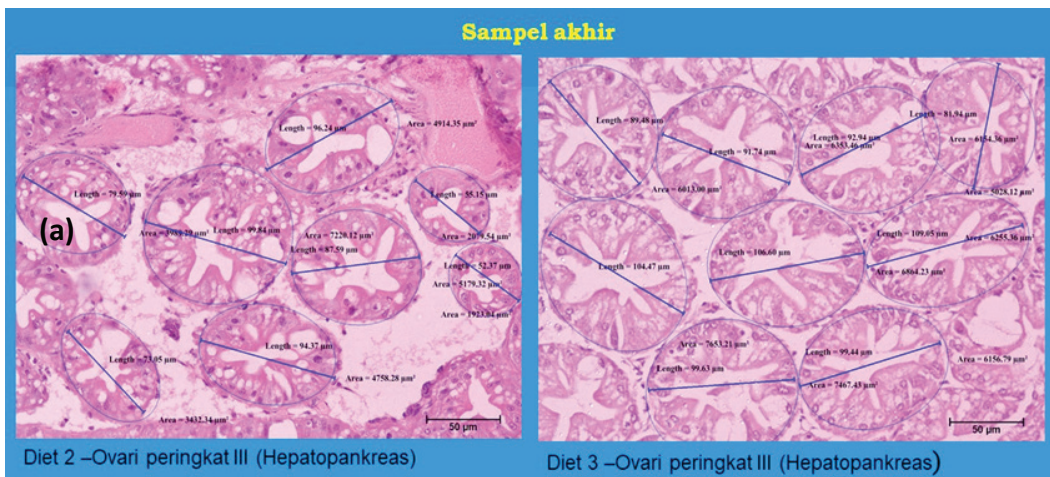 Sampel akhir
Length = 96.24 µm
Area = 4914.35 µm²
Length = 79.59 µm
Length = 55.15 µm
(a)
Length = 99.84 µm
Area = 7220.12 µm²
Area = 2019.54 µm²
Length = 87.59 µm
Length = 52.37 µm
Area = 5179.32 µm²
Area = 1923.04 µm²
Length = 73.05 µm
Length = 94.37 µm
Area = 4758.28 µm²
Area = 3432.34 µm²
50 µm
Diet 2 –Ovari peringkat III (Hepatopankreas)
Length = 89.48 µm
Length = 81.94 µm
Length = 92.94 µm
Area = 6353.46 µm²
Area = 6154.36 µm²
Length = 91.74 µm
Area = 6013.00 µm²
Area = 5028.12 µm²
Length = 109.05 µm
Area = 6255.36 µm²
Length = 106.60 µm
Length = 104.47 µm
Area = 6864.23 µm²
Area = 7653.21 µm²
Length = 99.44 µm
Area = 6156.79 µm²
Length = 99.63 µm
Area = 7467.43 µm²
50 µm
Diet 3 –Ovari peringkat III (Hepatopankreas)